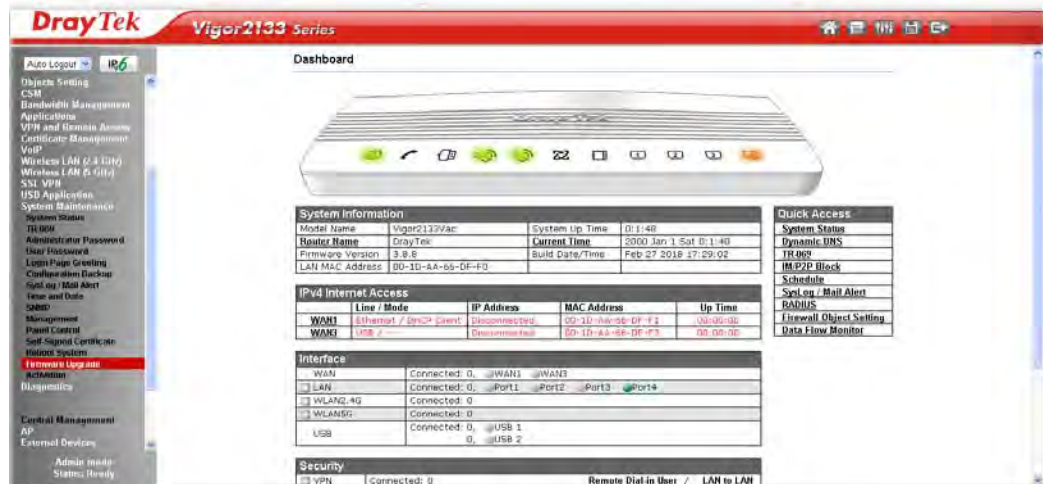 DrayTek
Vigor2133 Series
Auto Logout
IPv6
Dashboard
Objects Setting
CSM
Bandwidth Management
Applications
VPN and Remote Access
Certificate Management
VoIP
Wireless LAN (2.4 GHz)
Wireless LAN (5 GHz)
SSL VPN
USB Application
System Maintenance
System Status
TR-069
Administrator Password
User Password
Login Page Greeting
Configuration Backup
SysLog / Mail Alert
Time and Date
SNMP
Management
Panel Control
Self-Signed Certificate
Reboot System
Firmware Upgrade
Activation
Diagnostics
Central Management
AP
External Devices
Admin mode
Status: Ready
System Information
Model Name Vigor2133Vac System Up Time 0:1:48
Router Name DrayTek Current Time 2000 Jan 1 Sat 0:1:40
Firmware Version 3.8.8 Build Date/Time Feb 27 2018 17:29:02
LAN MAC Address 00-1D-AA-66-DF-F0
IPv4 Internet Access
Line / Mode IP Address MAC Address Up Time
WAN1 Ethernet / DHCP Client Disconnected 00-1D-AA-66-DF-F1 00:00:00
WAN3 USB / --- Disconnected 00-1D-AA-66-DF-F3 00:00:00
Interface
WAN Connected: 0, WAN1 WAN3
LAN Connected: 0, Port1 Port2 Port3 Port4
WLAN2.4G Connected: 0
WLAN5G Connected: 0
USB Connected: 0, USB 1
0, USB 2
Security
VPN Connected: 0 Remote Dial-in User / LAN to LAN
Quick Access
System Status
Dynamic DNS
TR-069
IM/P2P Block
Schedule
SysLog / Mail Alert
RADIUS
Firewall Object Setting
Data Flow Monitor